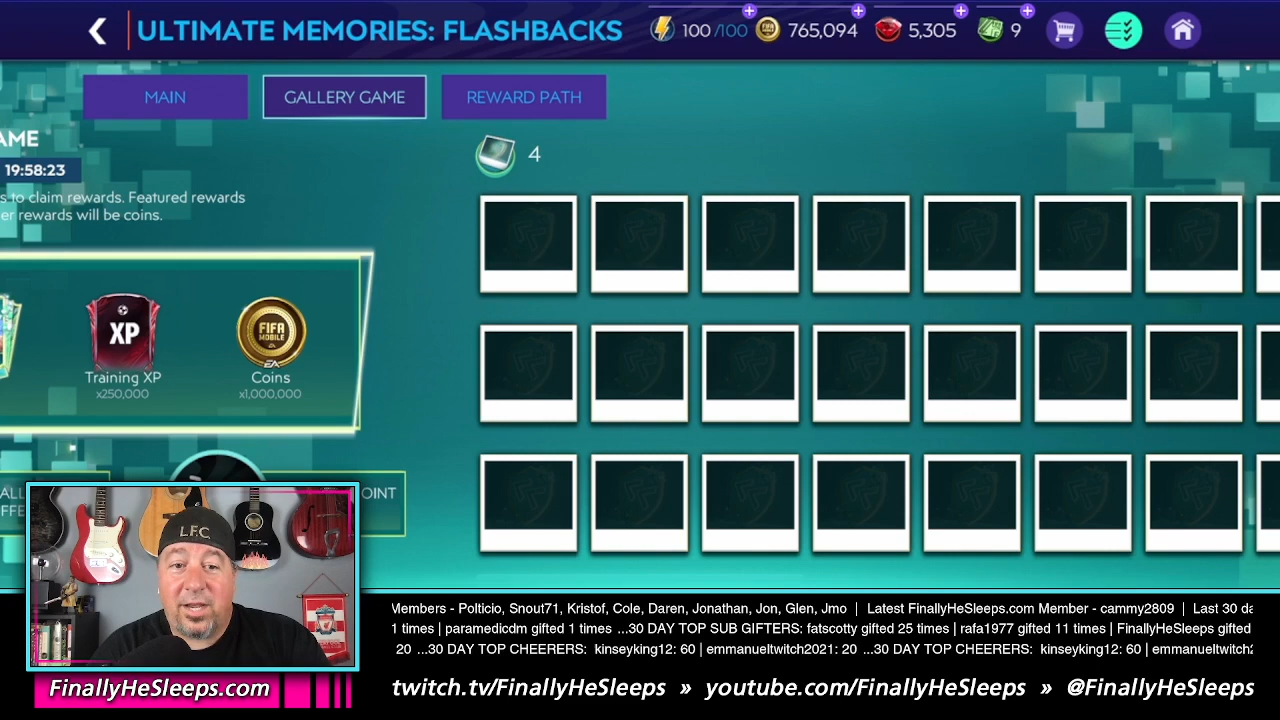 ULTIMATE MEMORIES: FLASHBACKS
100/100
765,094
5,305
9
MAIN
GALLERY GAME
REWARD PATH
AME
19:58:23
s to claim rewards. Featured rewards
er rewards will be coins.
4
XP
Training XP
x250,000
FIFA
MOBILE
EA
Coins
x1,000,000
ALL
FFE
OINT
L.F.C.
Members - Polticio, Snout71, Kristof, Cole, Daren, Jonathan, Jon, Glen, Jmo | Latest FinallyHeSleeps.com Member - cammy2809 | Last 30 da
1 times | paramedicdm gifted 1 times ...30 DAY TOP SUB GIFTERS: fatscotty gifted 25 times | rafa1977 gifted 11 times | FinallyHeSleeps gifted
20 ...30 DAY TOP CHEERERS: kinseyking12: 60 | emmanueltwitch2021: 20 ...30 DAY TOP CHEERERS: kinseyking12: 60 | emmanueltwitch2
FinallyHeSleeps.com
twitch.tv/FinallyHeSleeps » youtube.com/FinallyHeSleeps » @FinallyHeSleeps